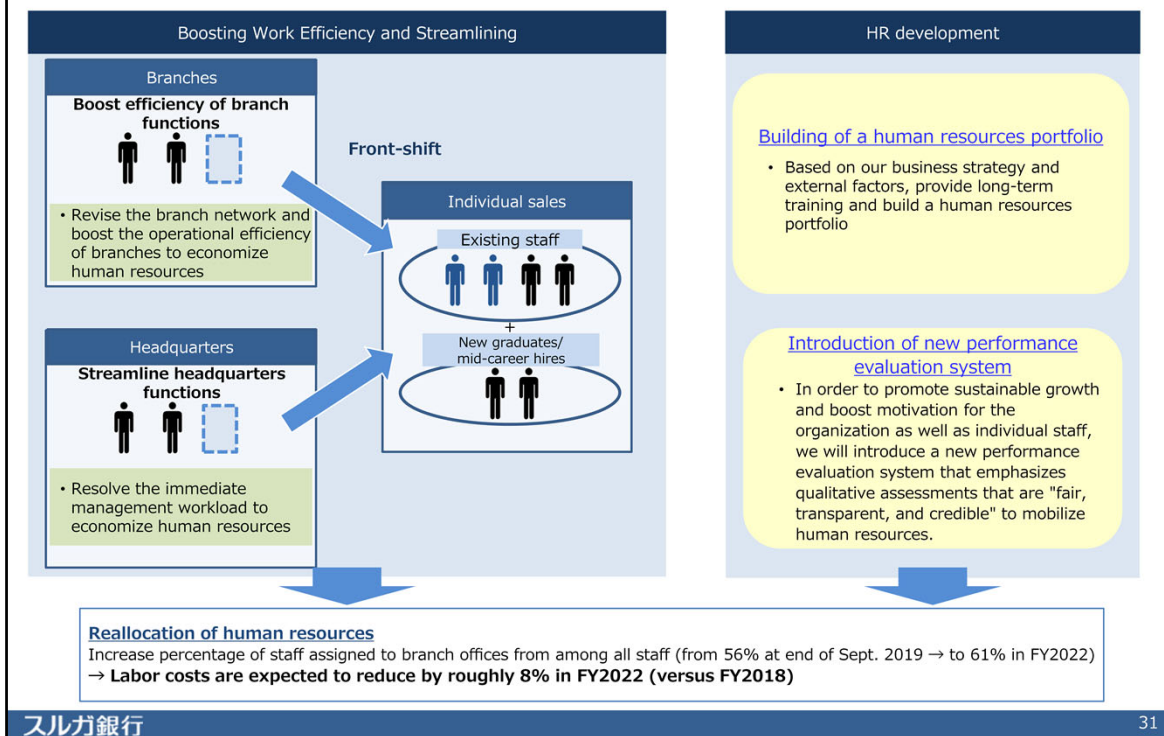 Boosting Work Efficiency and Streamlining
Branches
Boost efficiency of branch
functions
• Revise the branch network and
boost the operational efficiency
of branches to economize
human resources
Headquarters
Streamline headquarters
functions
• Resolve the immediate
management workload to
economize human resources
Front-shift
Individual sales
Existing staff
+
New graduates/
mid-career hires
HR development
Building of a human resources portfolio
• Based on our business strategy and
external factors, provide long-term
training and build a human resources
portfolio
Introduction of new performance
evaluation system
• In order to promote sustainable growth
and boost motivation for the
organization as well as individual staff,
we will introduce a new performance
evaluation system that emphasizes
qualitative assessments that are "fair,
transparent, and credible" to mobilize
human resources.
Reallocation of human resources
Increase percentage of staff assigned to branch offices from among all staff (from 56% at end of Sept. 2019 → to 61% in FY2022)
→ Labor costs are expected to reduce by roughly 8% in FY2022 (versus FY2018)
スルガ銀行
31